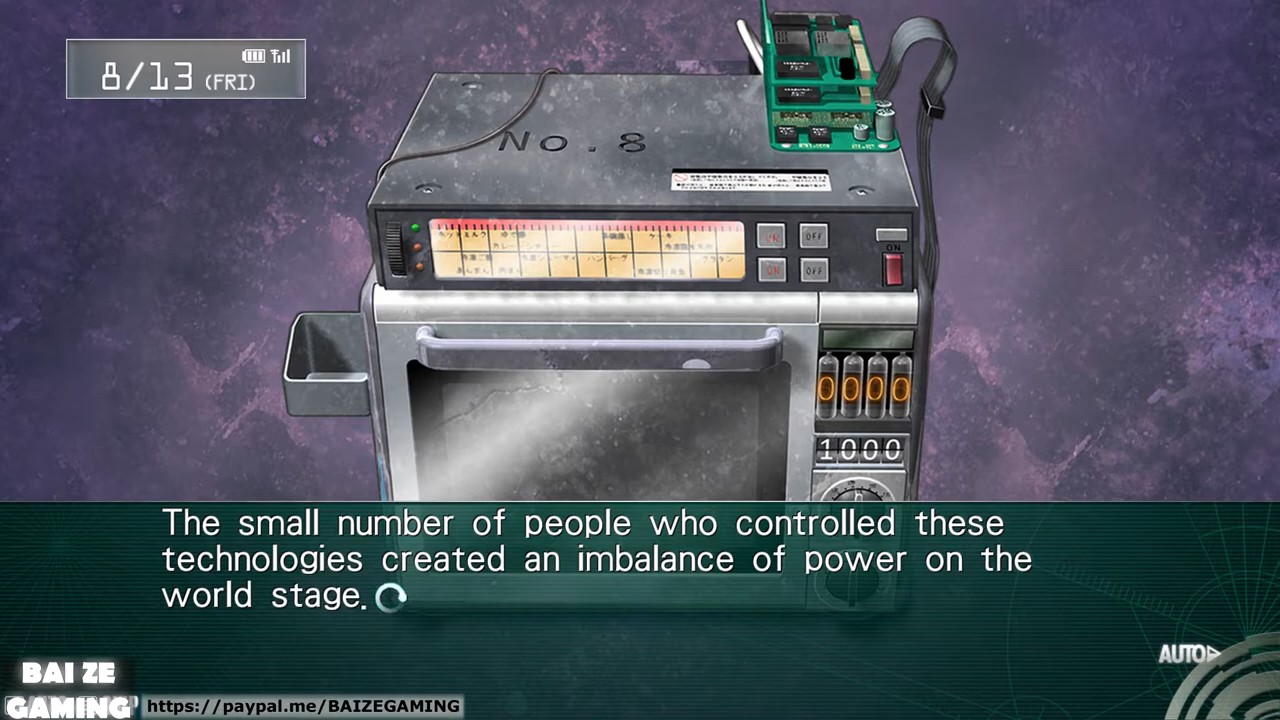 8/13 (FRI)
No.8
ON
OFF
ON
ON
OFF
0000
1000
The small number of people who controlled these
technologies created an imbalance of power on the
world stage.
AUTO
BAI ZE
GAMING
https://paypal.me/BAIZEGAMING